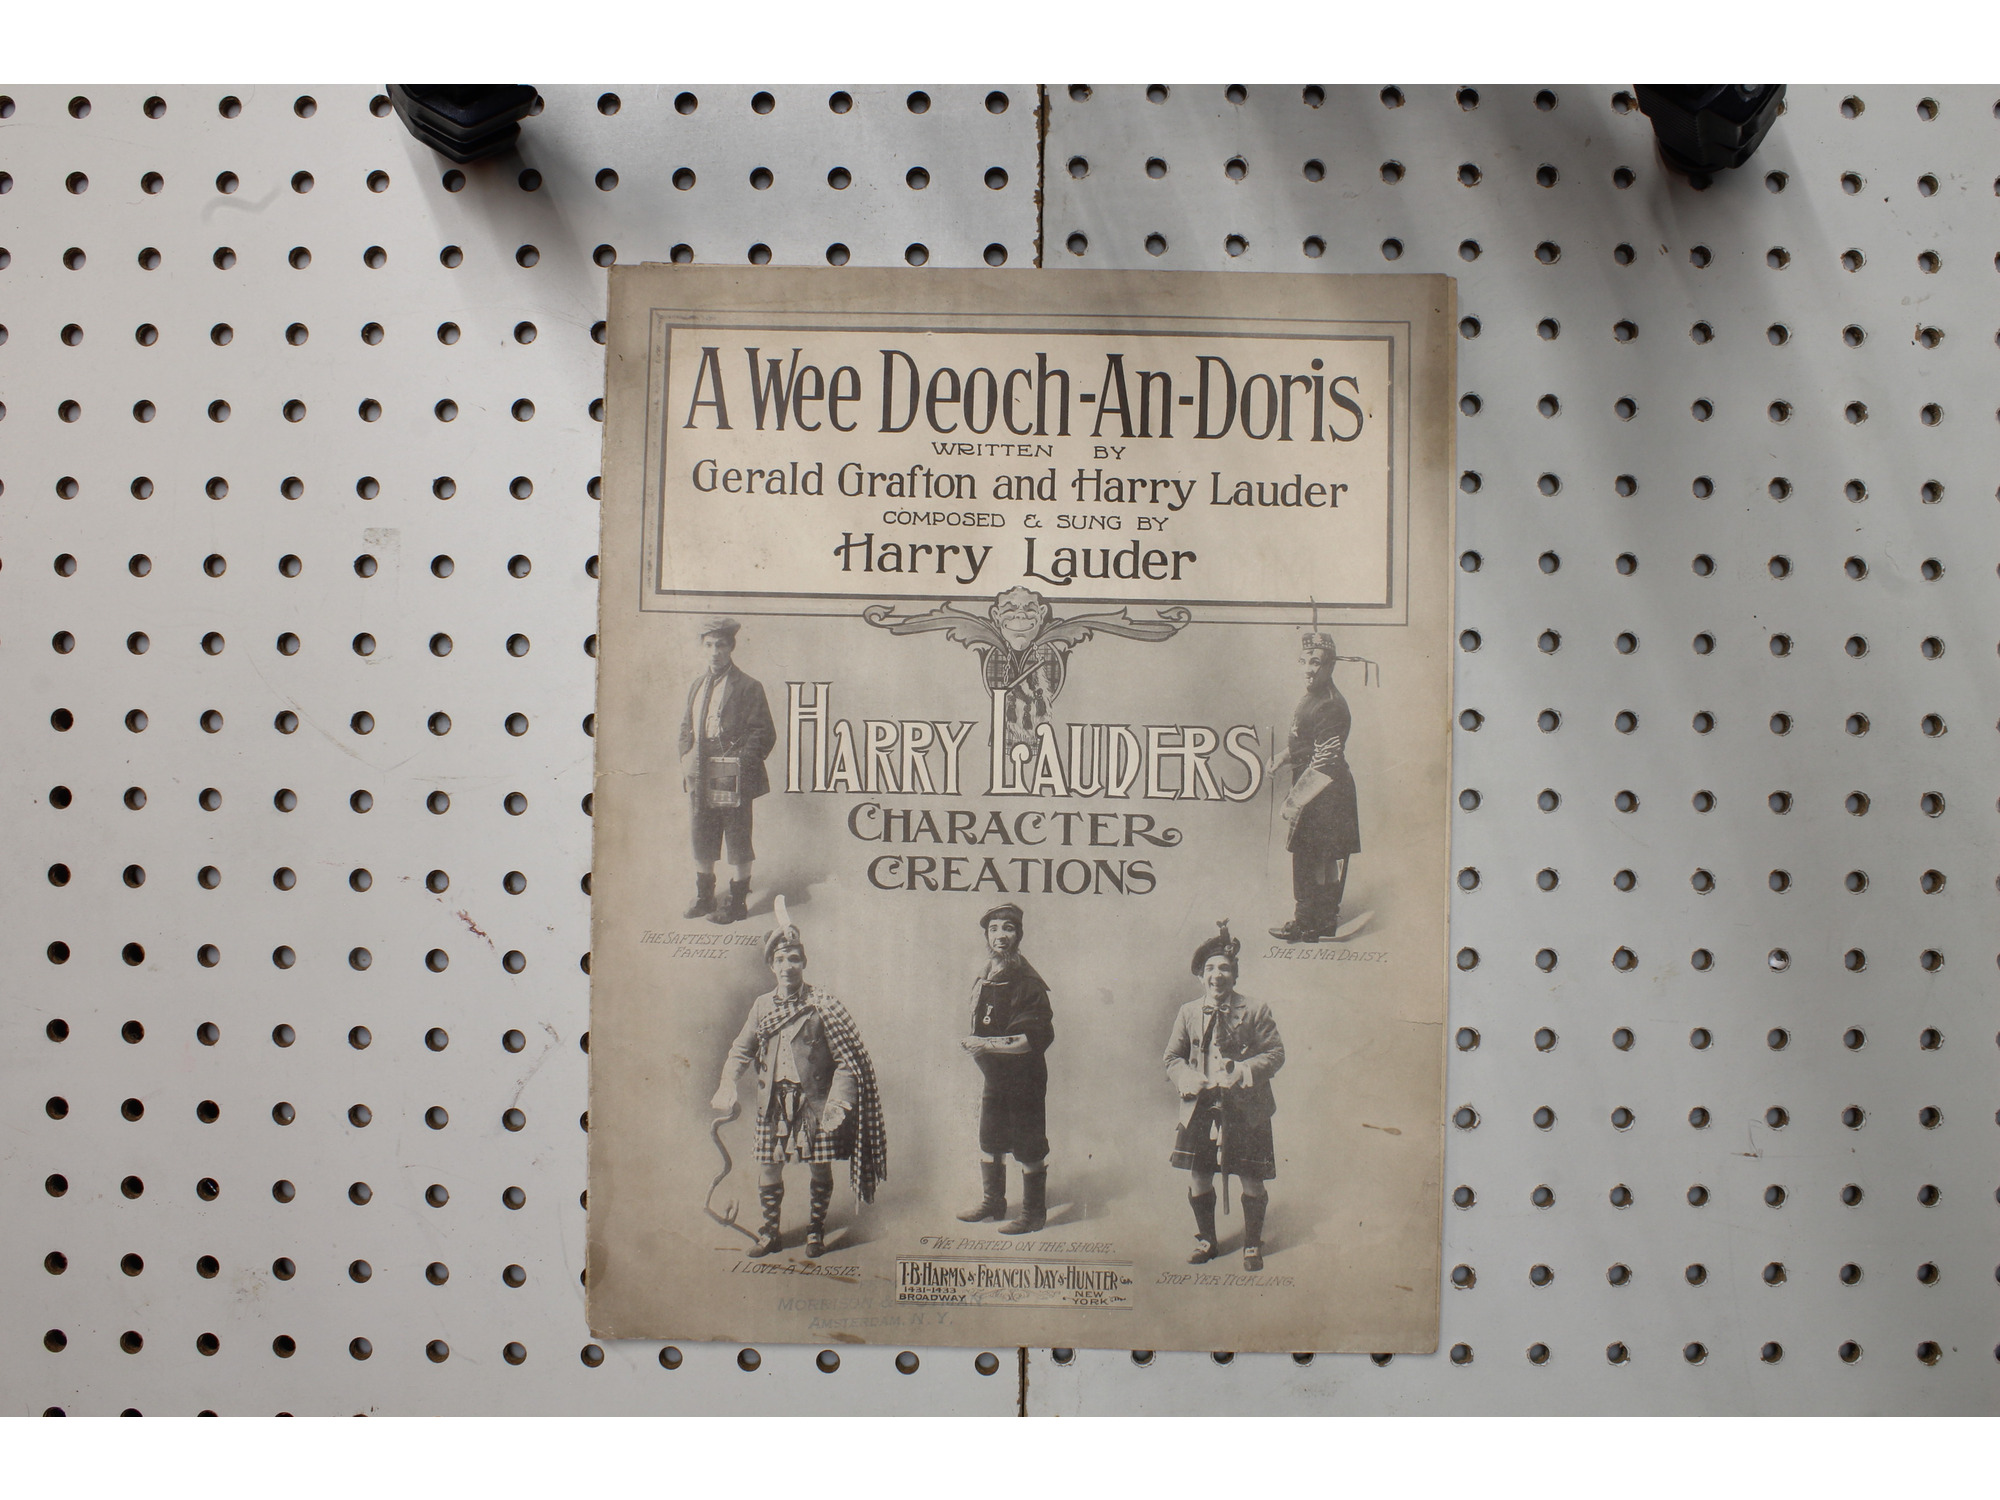 A Wee Deoch-An-Doris
WRITTEN BY
Gerald Grafton and Harry Lauder
COMPOSED & SUNG BY
Harry Lauder
HARRY LAUDERS
CHARACTER
CREATIONS
THE SAFTEST O'THE
FAMILY.
SHE IS MA DAISY.
I LOVE A LASSIE.
WE PARTED ON THE SHORE.
STOP YER TICKLING.
T.B. HARMS & FRANCIS DAY & HUNTER
1431-1433
BROADWAY
NEW
YORK
MORRISON
AMSTERDAM, N. Y.